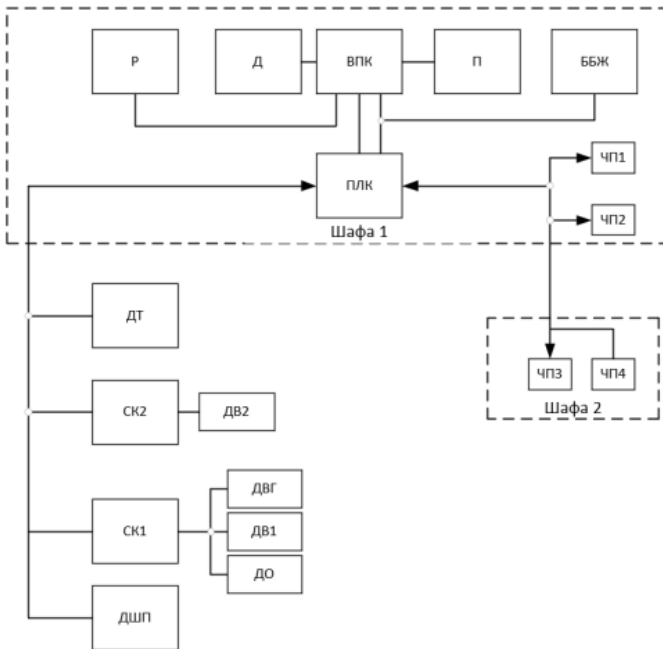 Р
Д
ВПК
П
ББЖ
ЧП1
ПЛК
ЧП2
Шафа 1
ДТ
ЧП3
ЧП4
СК2
ДВ2
Шафа 2
ДВГ
СК1
ДВ1
ДО
ДШП